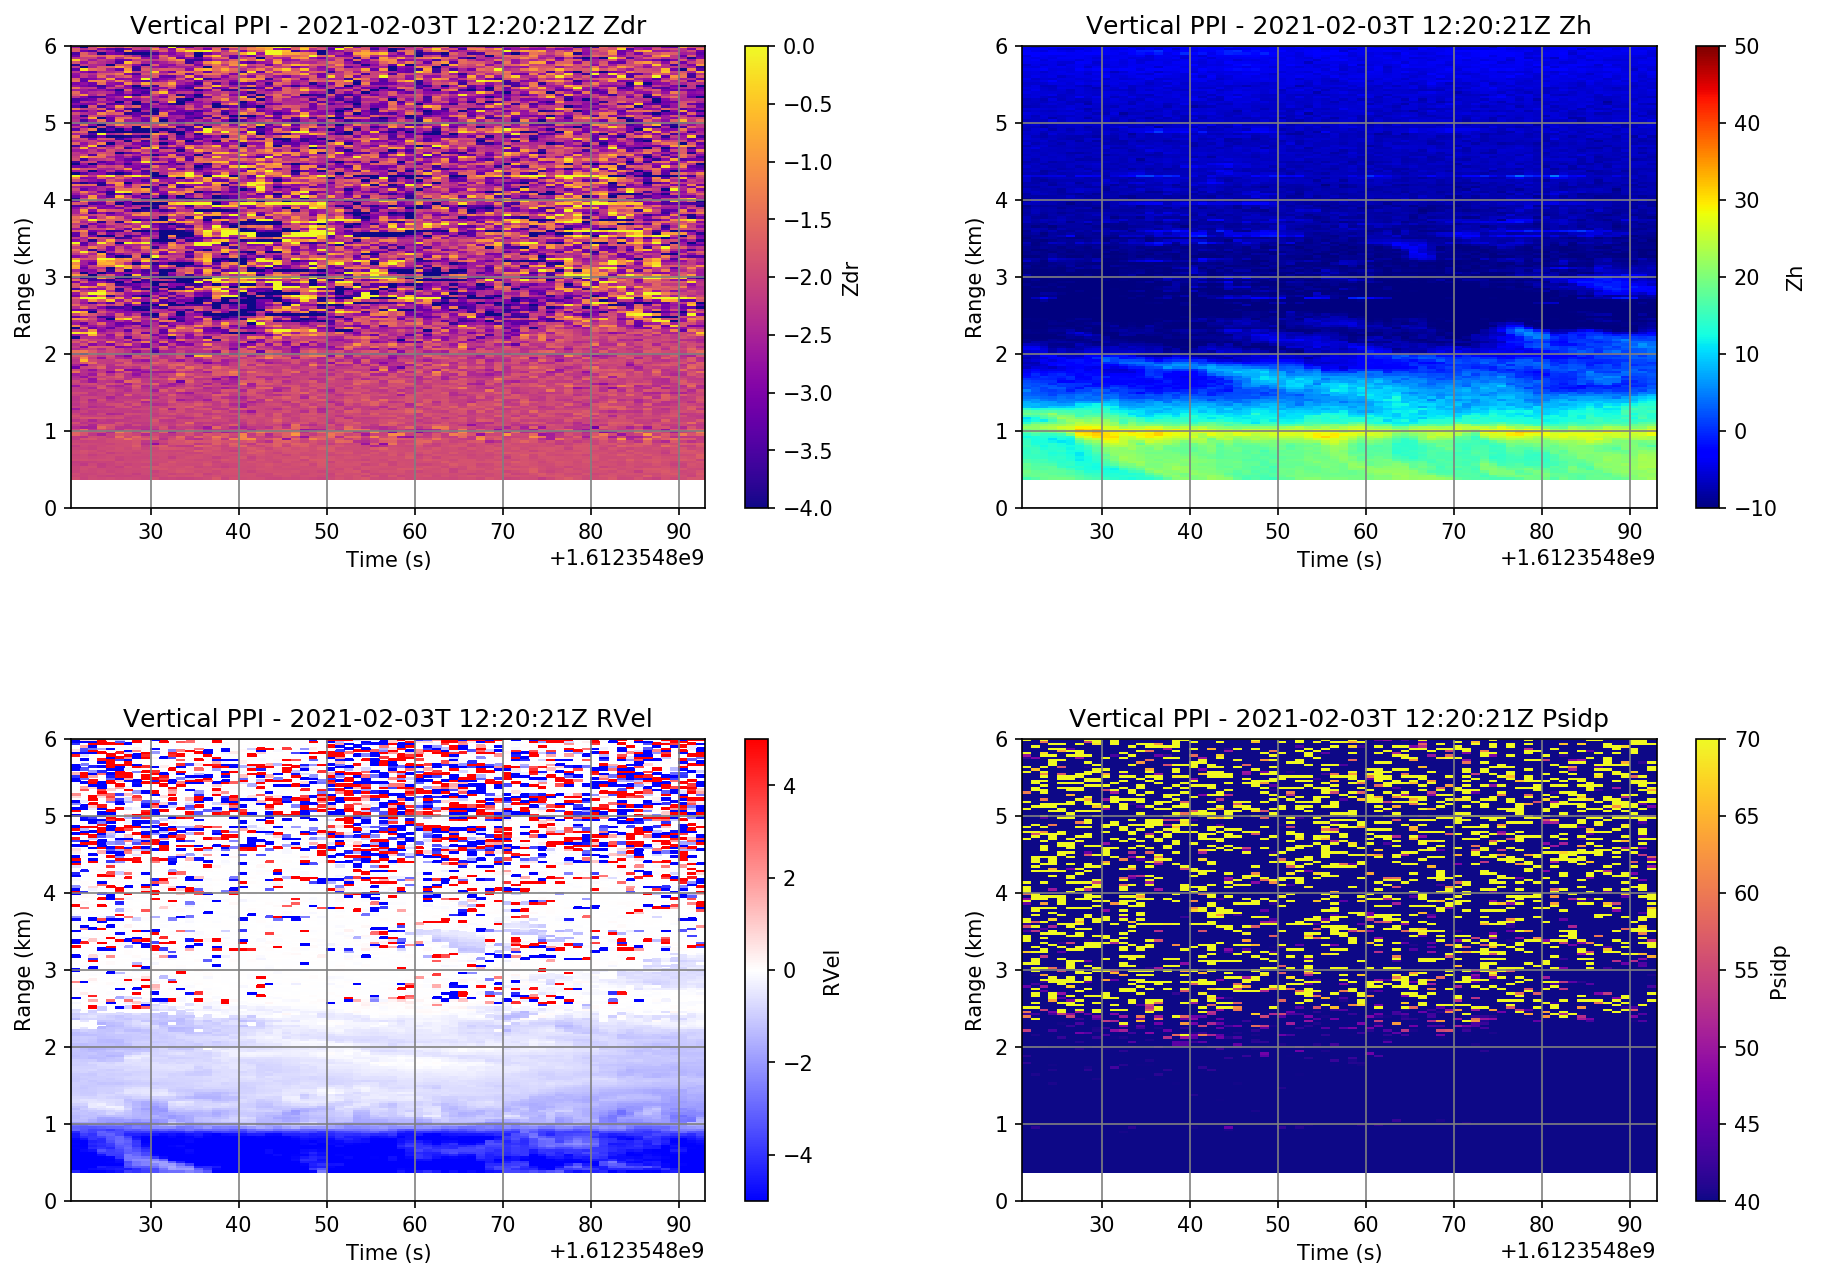 Vertical PPI - 2021-02-03T 12:20:21Z Zdr
6
5
4
3
2
1
0
Range (km)
30 40 50 60 70 80 90
Time (s)
+1.6123548e9
0.0
−0.5
−1.0
−1.5
−2.0
−2.5
−3.0
−3.5
−4.0
Zdr
Vertical PPI - 2021-02-03T 12:20:21Z Zh
6
5
4
3
2
1
0
Range (km)
30 40 50 60 70 80 90
Time (s)
+1.6123548e9
50
40
30
20
10
0
−10
Zh
Vertical PPI - 2021-02-03T 12:20:21Z RVel
6
5
4
3
2
1
0
Range (km)
30 40 50 60 70 80 90
Time (s)
+1.6123548e9
4
2
0
−2
−4
RVel
Vertical PPI - 2021-02-03T 12:20:21Z Psidp
6
5
4
3
2
1
0
Range (km)
30 40 50 60 70 80 90
Time (s)
+1.6123548e9
70
65
60
55
50
45
40
Psidp